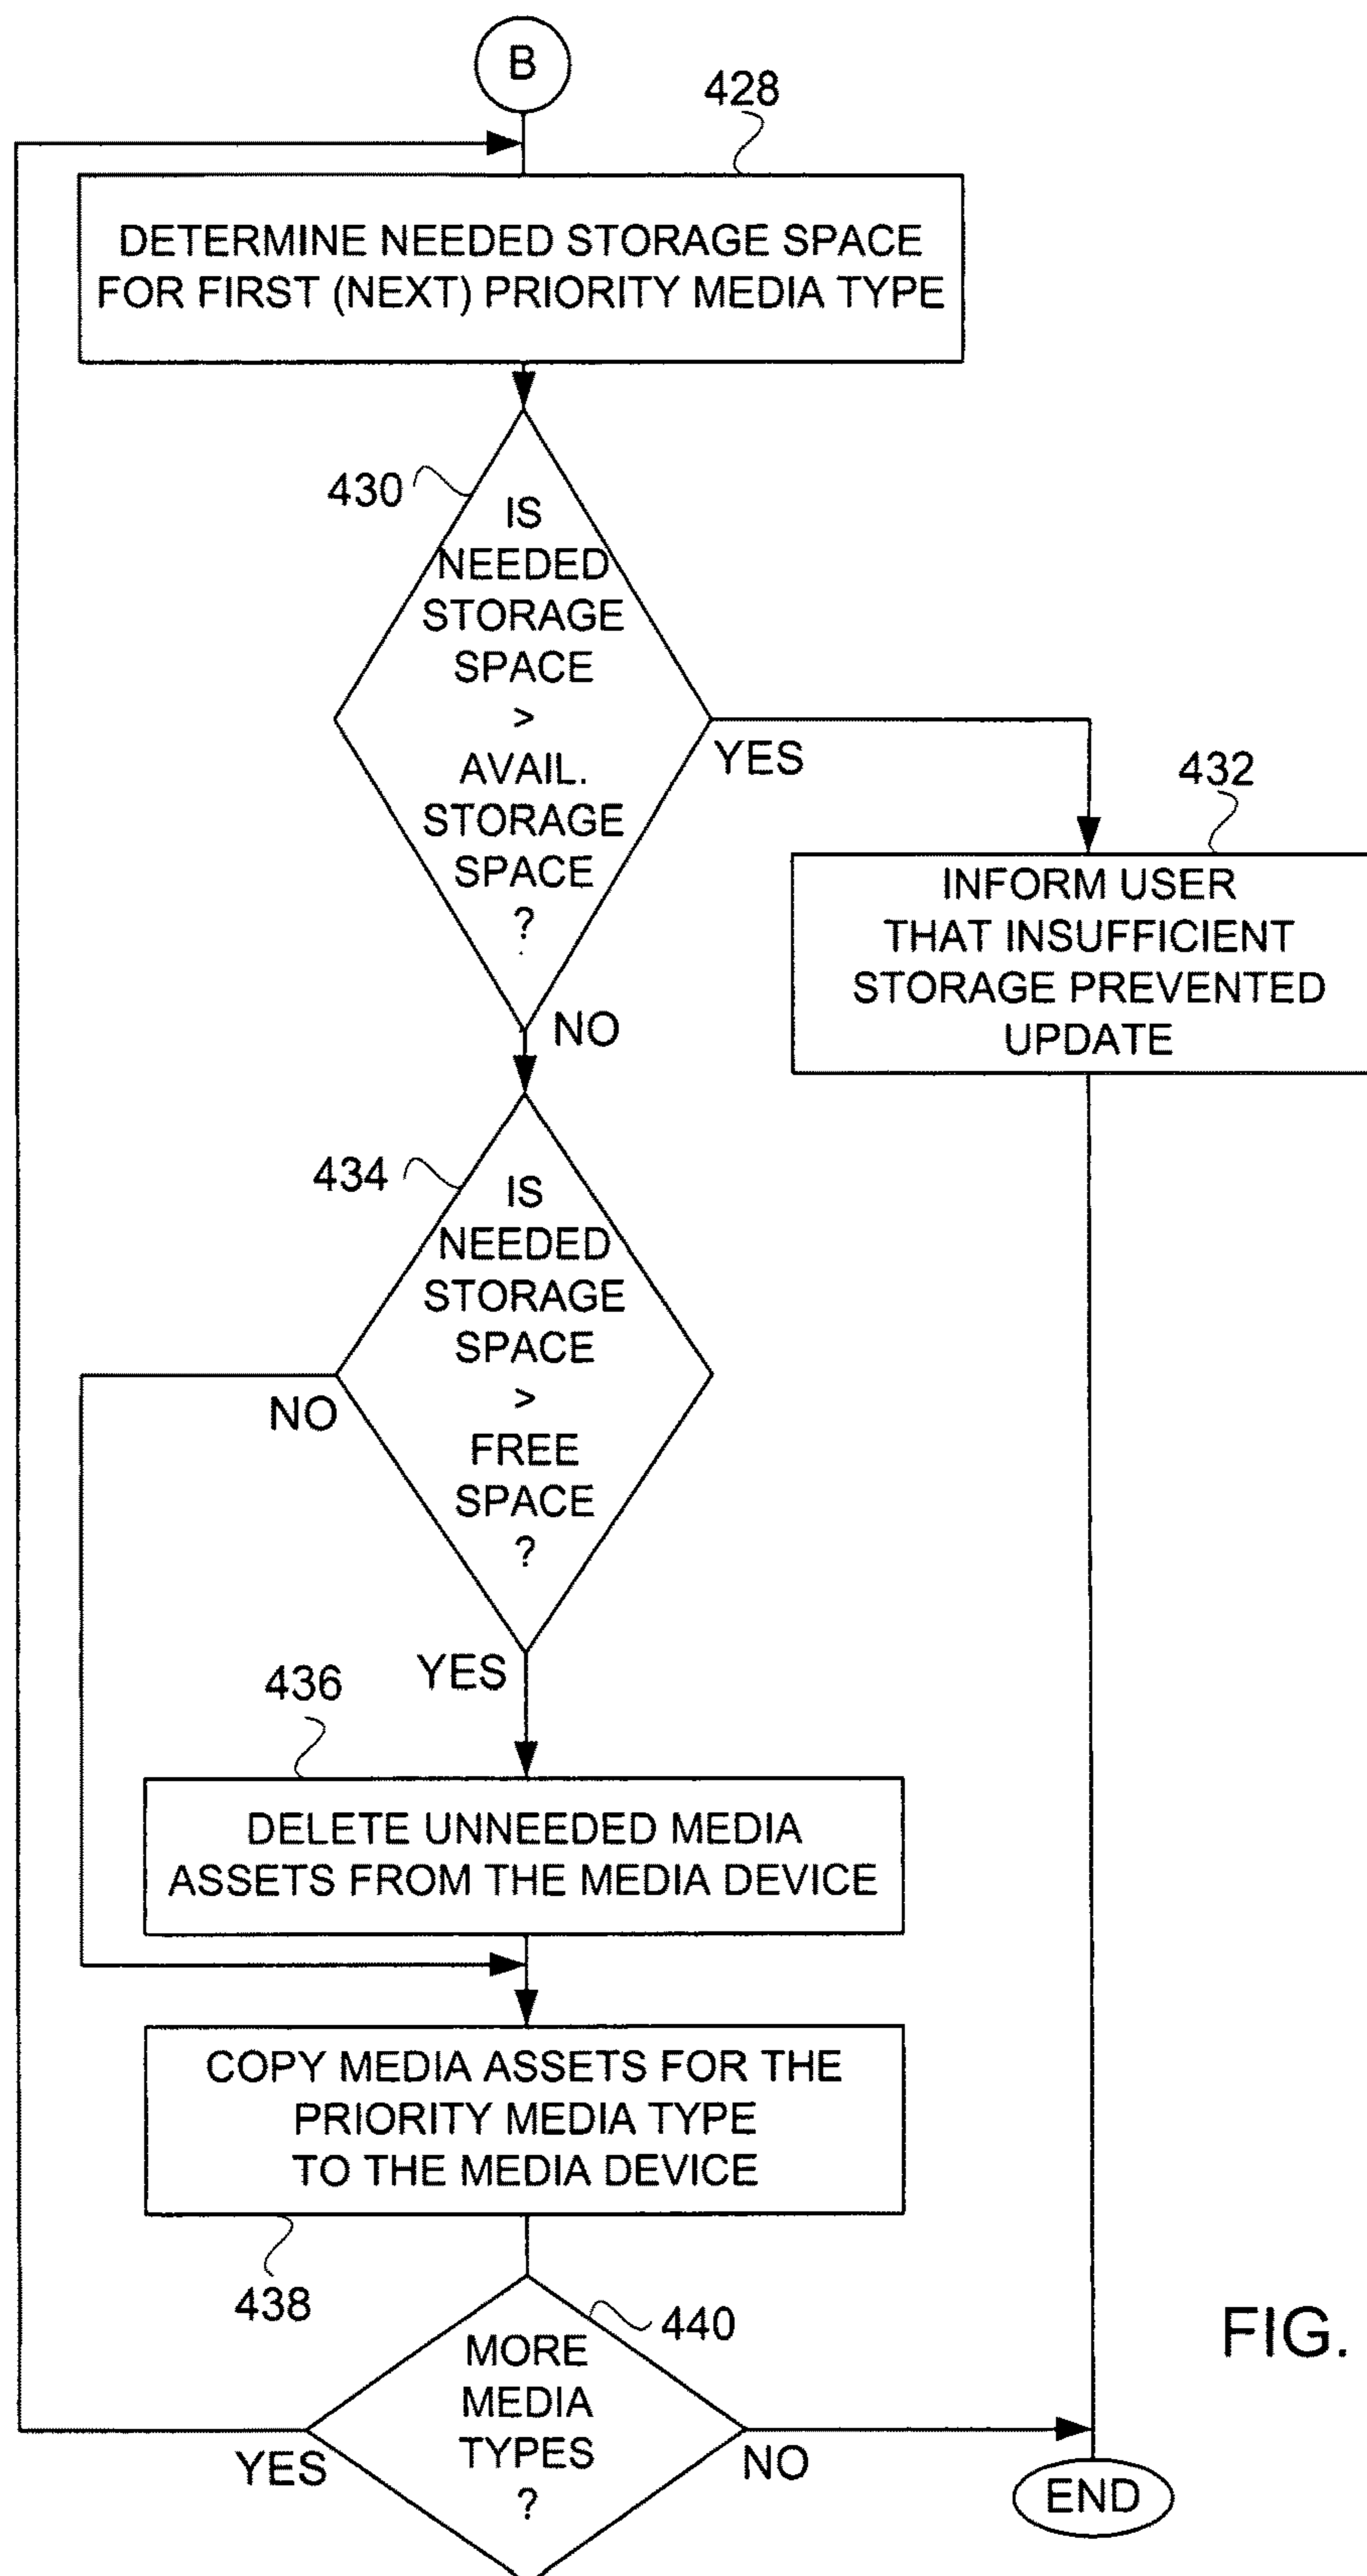 B
428
DETERMINE NEEDED STORAGE SPACE
FOR FIRST (NEXT) PRIORITY MEDIA TYPE
430
IS
NEEDED
STORAGE
SPACE
>
AVAIL.
STORAGE
SPACE
?
YES
NO
432
INFORM USER
THAT INSUFFICIENT
STORAGE PREVENTED
UPDATE
434
IS
NEEDED
STORAGE
SPACE
>
FREE
SPACE
?
NO
YES
436
DELETE UNNEEDED MEDIA
ASSETS FROM THE MEDIA DEVICE
COPY MEDIA ASSETS FOR THE
PRIORITY MEDIA TYPE
TO THE MEDIA DEVICE
438
440
MORE
MEDIA
TYPES
?
YES
NO
END
FIG.